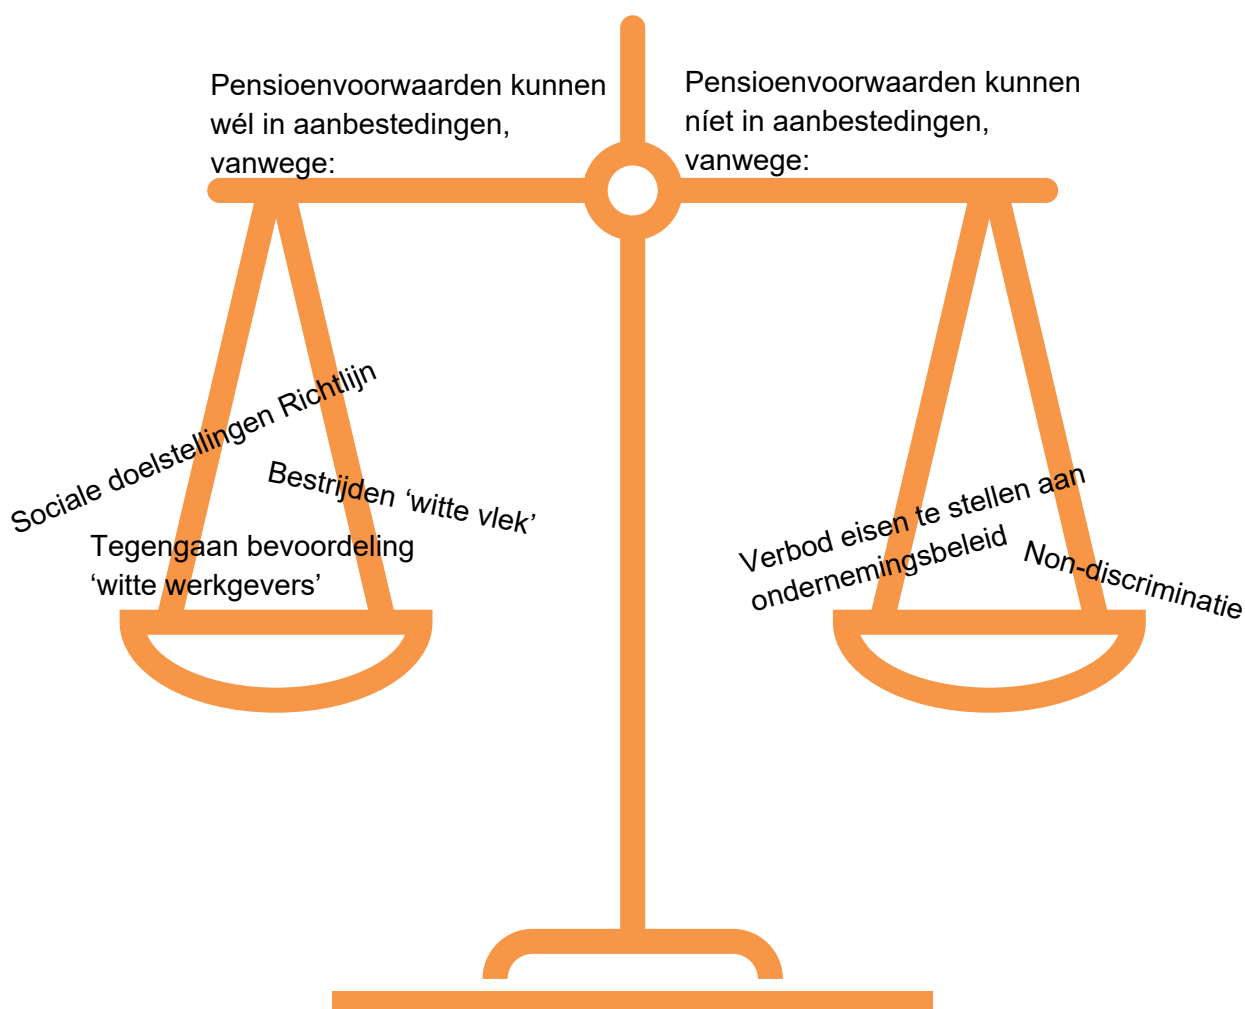 Pensioenvoorwaarden kunnen
wél in aanbestedingen,
vanwege:
Pensioenvoorwaarden kunnen
níet in aanbestedingen,
vanwege:
Sociale doelstellingen Richtlijn
Bestrijden ‘witte vlek’
Tegengaan bevoordeling
‘witte werkgevers’
Verbod eisen te stellen aan
ondernemingsbeleid
Non-discriminatie